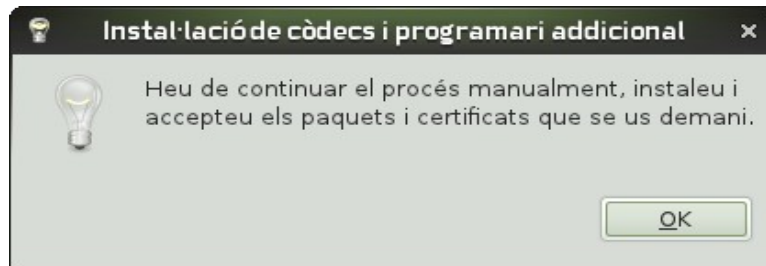 Instal·lació de còdecs i programari addicional
Heu de continuar el procés manualment, instaleu i
accepteu els paquets i certificats que se us demani.
OK